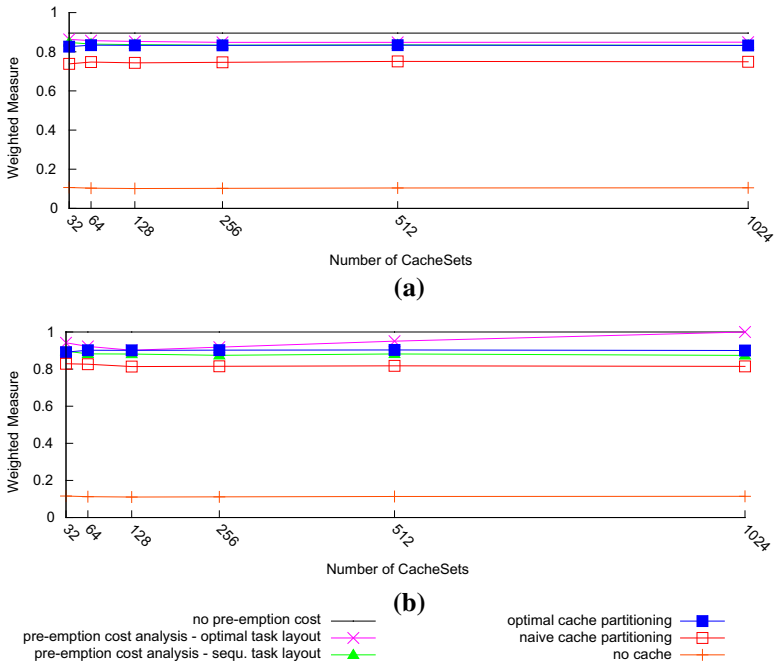 1
0.8
0.6
0.4
0.2
0
Weighted Measure
32 64 128 256 512 1024
Number of CacheSets
(a)
1
0.8
0.6
0.4
0.2
0
Weighted Measure
32 64 128 256 512 1024
Number of CacheSets
(b)
no pre-emption cost
pre-emption cost analysis - optimal task layout
pre-emption cost analysis - sequ. task layout
optimal cache partitioning
naive cache partitioning
no cache